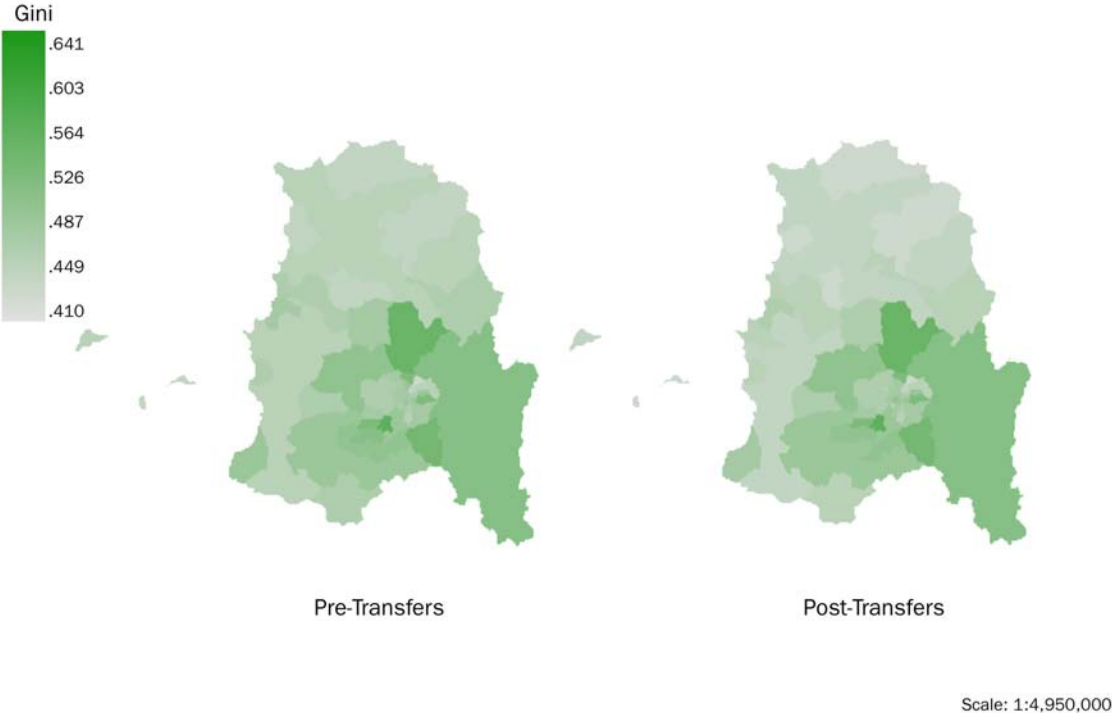 Gini
.641
.603
.564
.526
.487
.449
.410
Pre-Transfers
Post-Transfers
Scale: 1:4,950,000